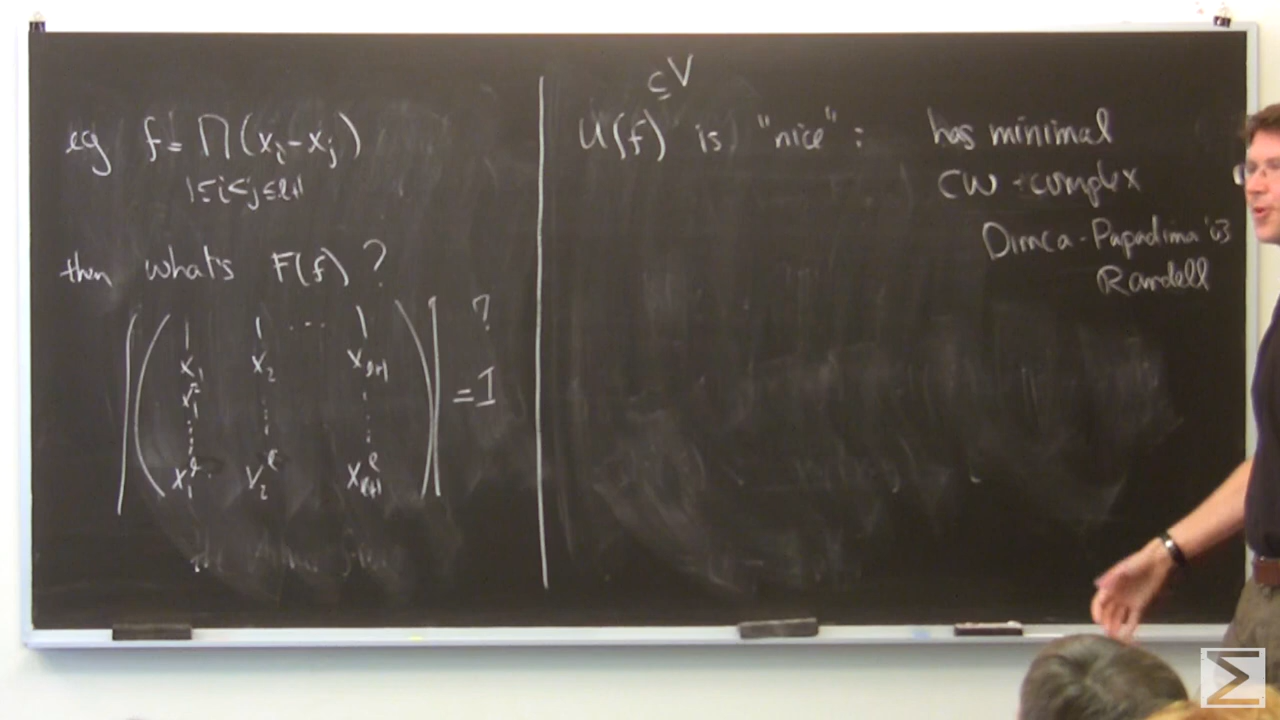 eg f = ∏(xᵢ - xⱼ)
1≤i<j≤ℓ+1
then what's F(f) ?
1 1 ... 1 ?
x₁ x₂ xℓ₊₁
x₁² ⋮ ⋮ = 1
x₁^ℓ x₂^ℓ xℓ₊₁^ℓ
⊆V
U(f) is "nice" : has minimal
CW - complex
Dimca - Papadima '03
Randell
Σ